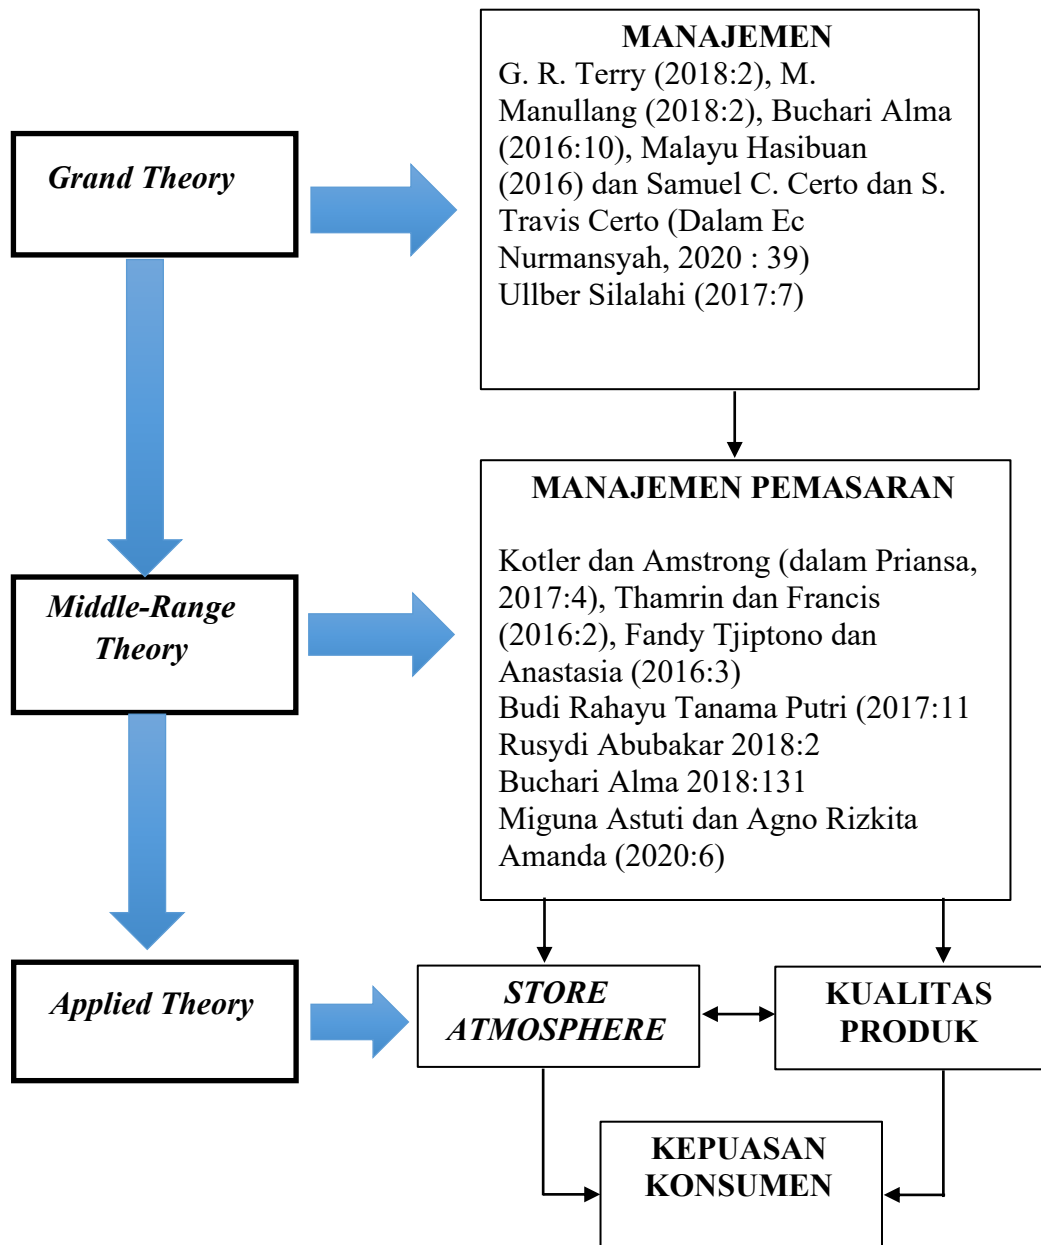 Grand Theory
MANAJEMEN
G. R. Terry (2018:2), M.
Manullang (2018:2), Buchari Alma
(2016:10), Malayu Hasibuan
(2016) dan Samuel C. Certo dan S.
Travis Certo (Dalam Ec
Nurmansyah, 2020 : 39)
Ullber Silalahi (2017:7)
Middle-Range
Theory
MANAJEMEN PEMASARAN
Kotler dan Amstrong (dalam Priansa,
2017:4), Thamrin dan Francis
(2016:2), Fandy Tjiptono dan
Anastasia (2016:3)
Budi Rahayu Tanama Putri (2017:11
Rusydi Abubakar 2018:2
Buchari Alma 2018:131
Miguna Astuti dan Agno Rizkita
Amanda (2020:6)
Applied Theory
STORE
ATMOSPHERE
KUALITAS
PRODUK
KEPUASAN
KONSUMEN